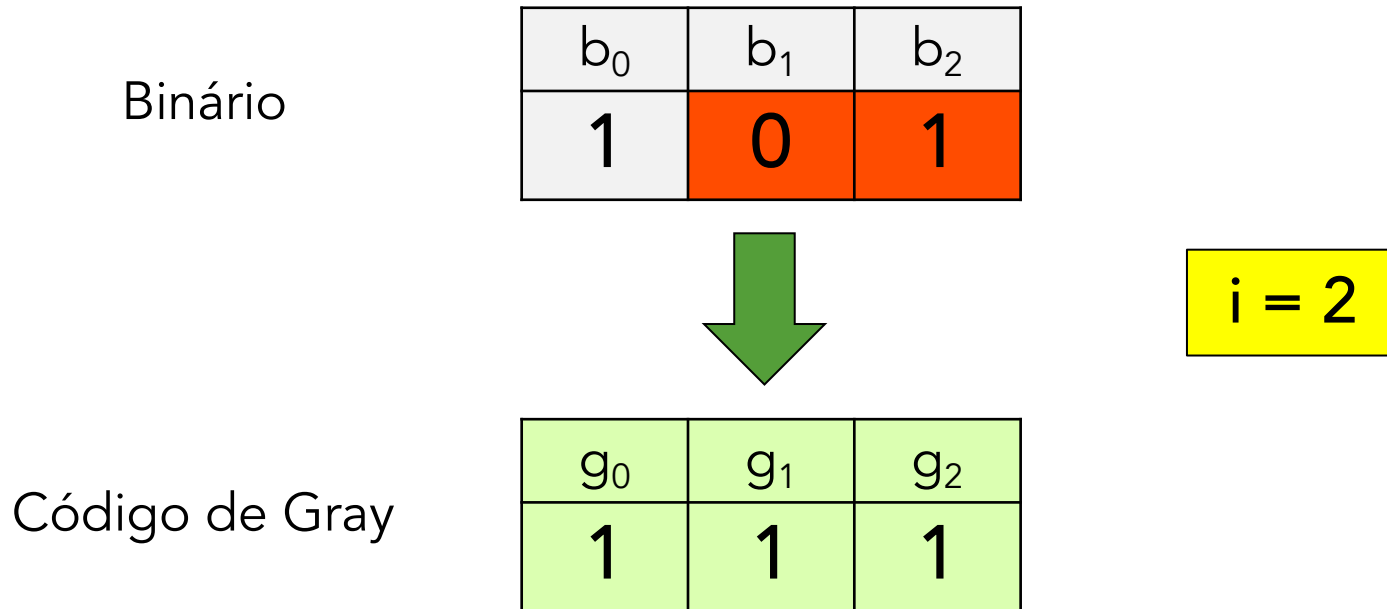 b₀ b₁ b₂
Binário
1 0 1
i = 2
g₀ g₁ g₂
Código de Gray
1 1 1